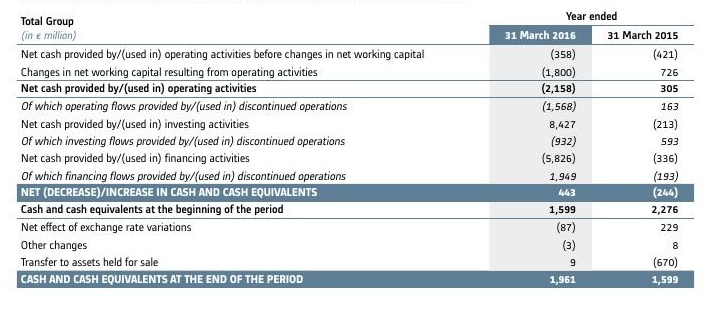 Total Group Year ended
(in € million) 31 March 2016 31 March 2015
Net cash provided by/(used in) operating activities before changes in net working capital (358) (421)
Changes in net working capital resulting from operating activities (1,800) 726
Net cash provided by/(used in) operating activities (2,158) 305
Of which operating flows provided by/(used in) discontinued operations (1,568) 163
Net cash provided by/(used in) investing activities 8,427 (213)
Of which investing flows provided by/(used in) discontinued operations (932) 593
Net cash provided by/(used in) financing activities (5,826) (336)
Of which financing flows provided by/(used in) discontinued operations 1,949 (193)
NET (DECREASE)/INCREASE IN CASH AND CASH EQUIVALENTS 443 (244)
Cash and cash equivalents at the beginning of the period 1,599 2,276
Net effect of exchange rate variations (87) 229
Other changes (3) 8
Transfer to assets held for sale 9 (670)
CASH AND CASH EQUIVALENTS AT THE END OF THE PERIOD 1,961 1,599